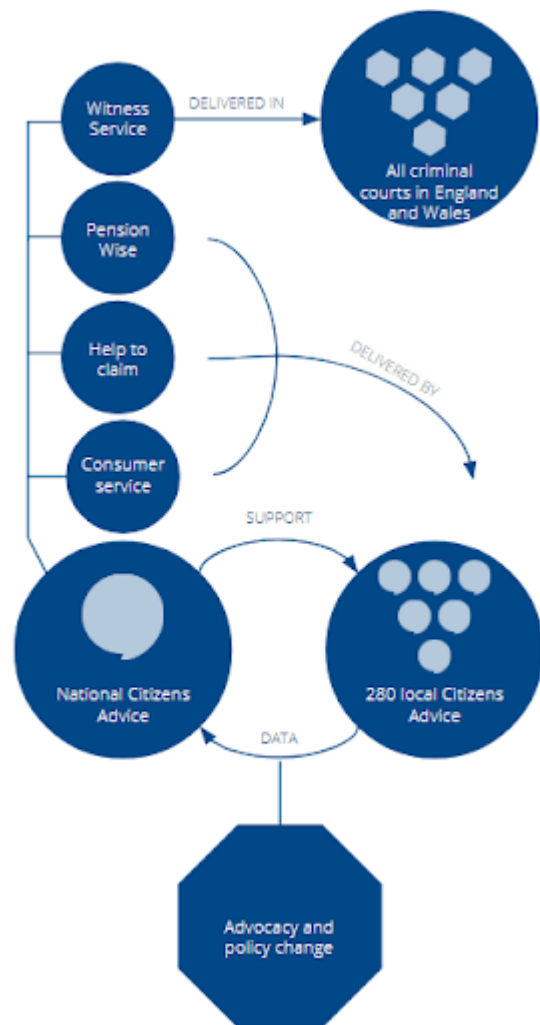 Witness
Service
DELIVERED IN
All criminal
courts in England
and Wales
Pension
Wise
Help to
claim
DELIVERED BY
Consumer
service
SUPPORT
National Citizens
Advice
280 local Citizens
Advice
DATA
Advocacy and
policy change